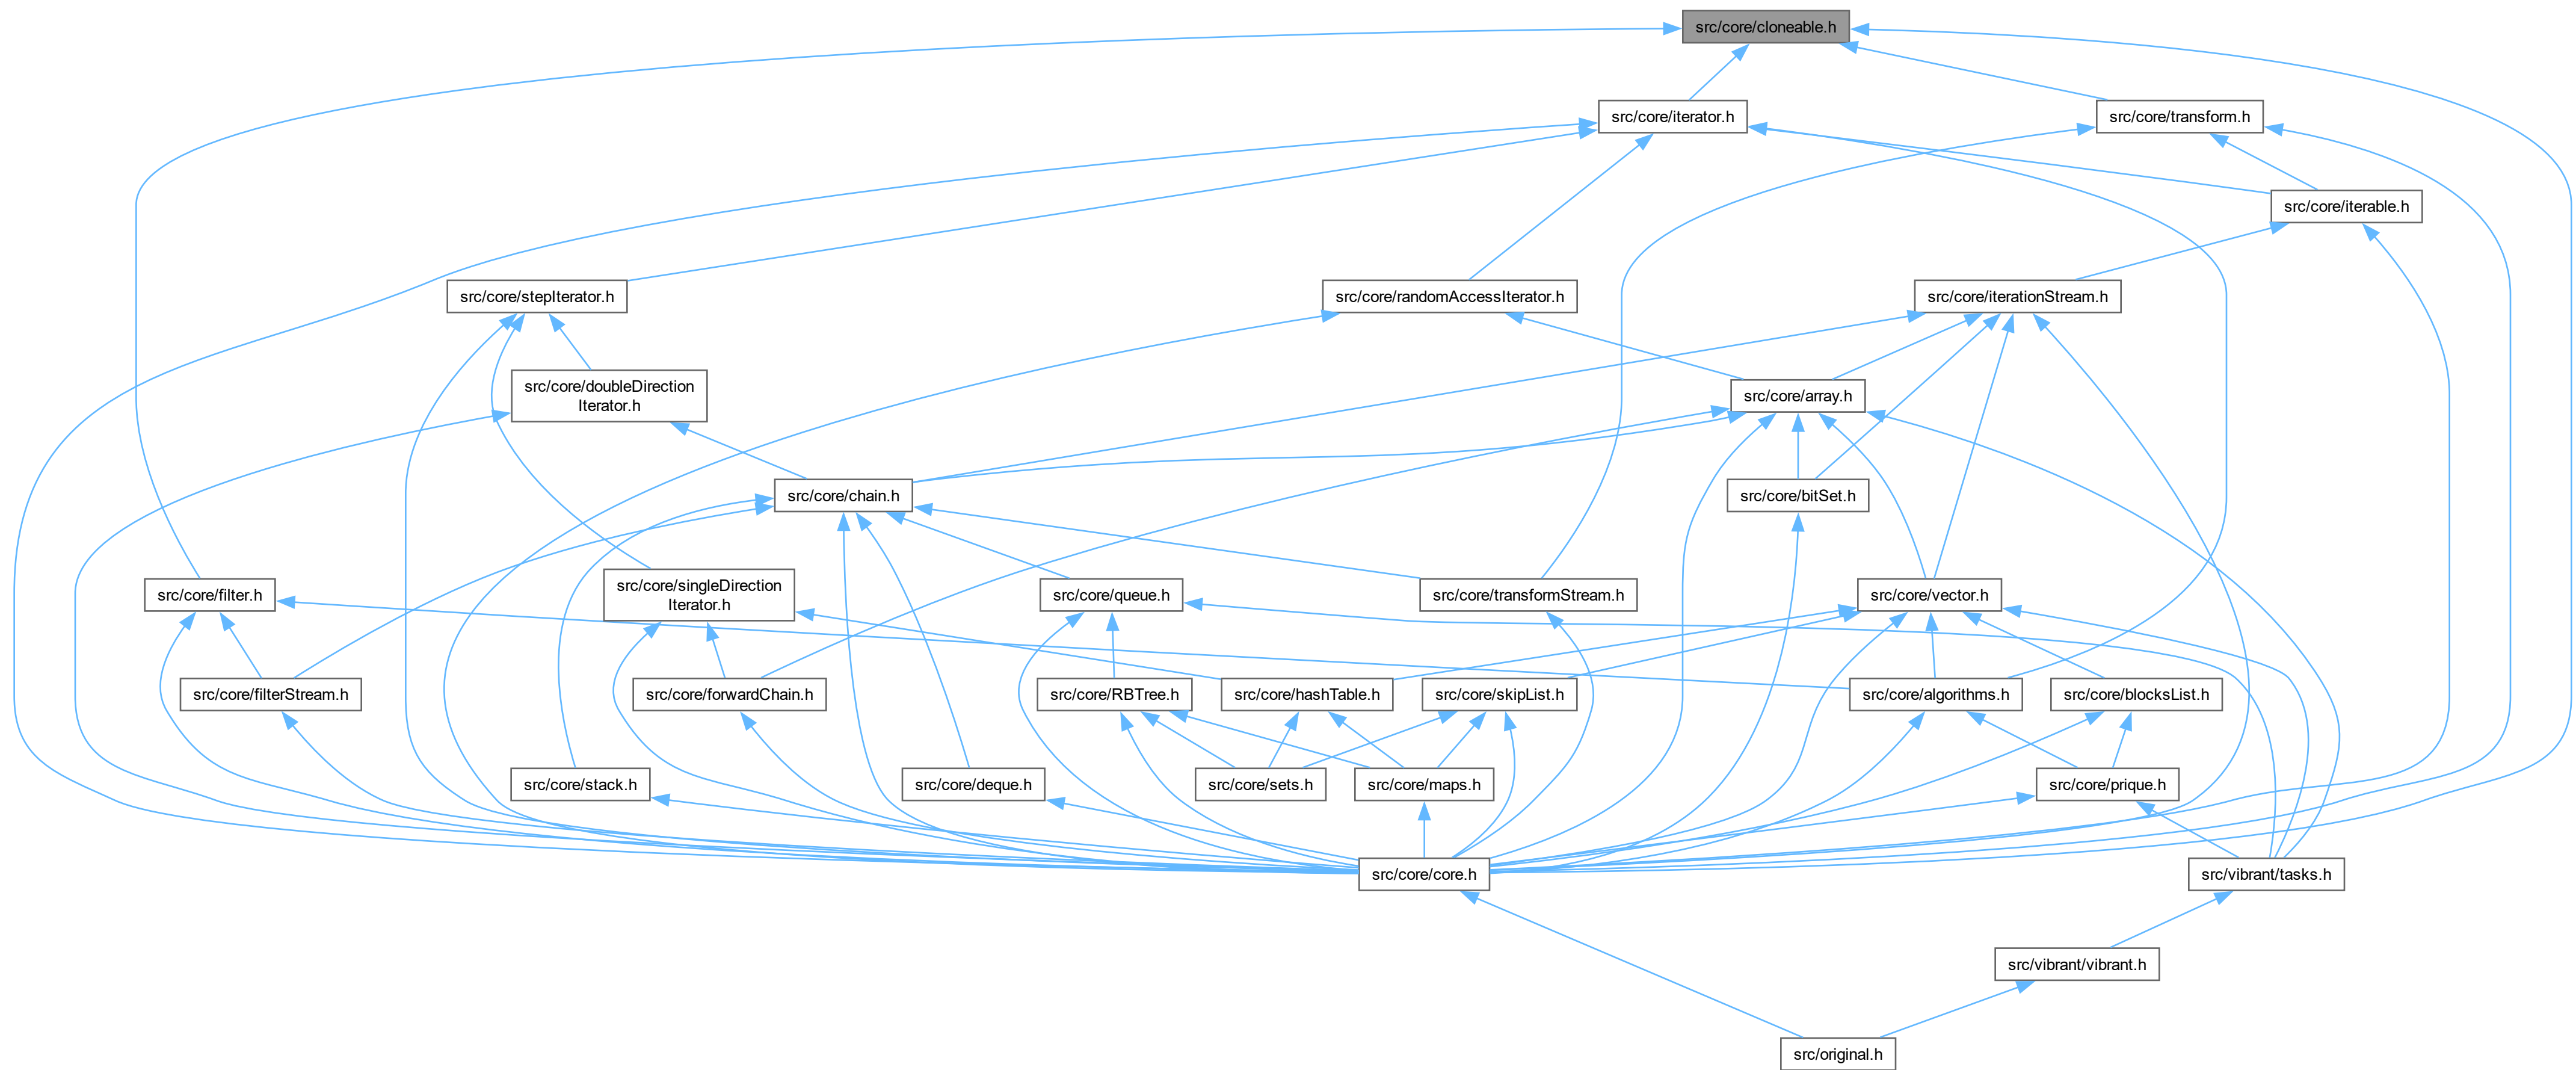 src/core/cloneable.h
src/core/iterator.h
src/core/transform.h
src/core/iterable.h
src/core/stepIterator.h
src/core/randomAccessIterator.h
src/core/iterationStream.h
src/core/doubleDirection
Iterator.h
src/core/array.h
src/core/chain.h
src/core/bitSet.h
src/core/filter.h
src/core/singleDirection
Iterator.h
src/core/queue.h
src/core/transformStream.h
src/core/vector.h
src/core/filterStream.h
src/core/forwardChain.h
src/core/RBTree.h
src/core/hashTable.h
src/core/skipList.h
src/core/algorithms.h
src/core/blocksList.h
src/core/stack.h
src/core/deque.h
src/core/sets.h
src/core/maps.h
src/core/prique.h
src/core/core.h
src/vibrant/tasks.h
src/vibrant/vibrant.h
src/original.h